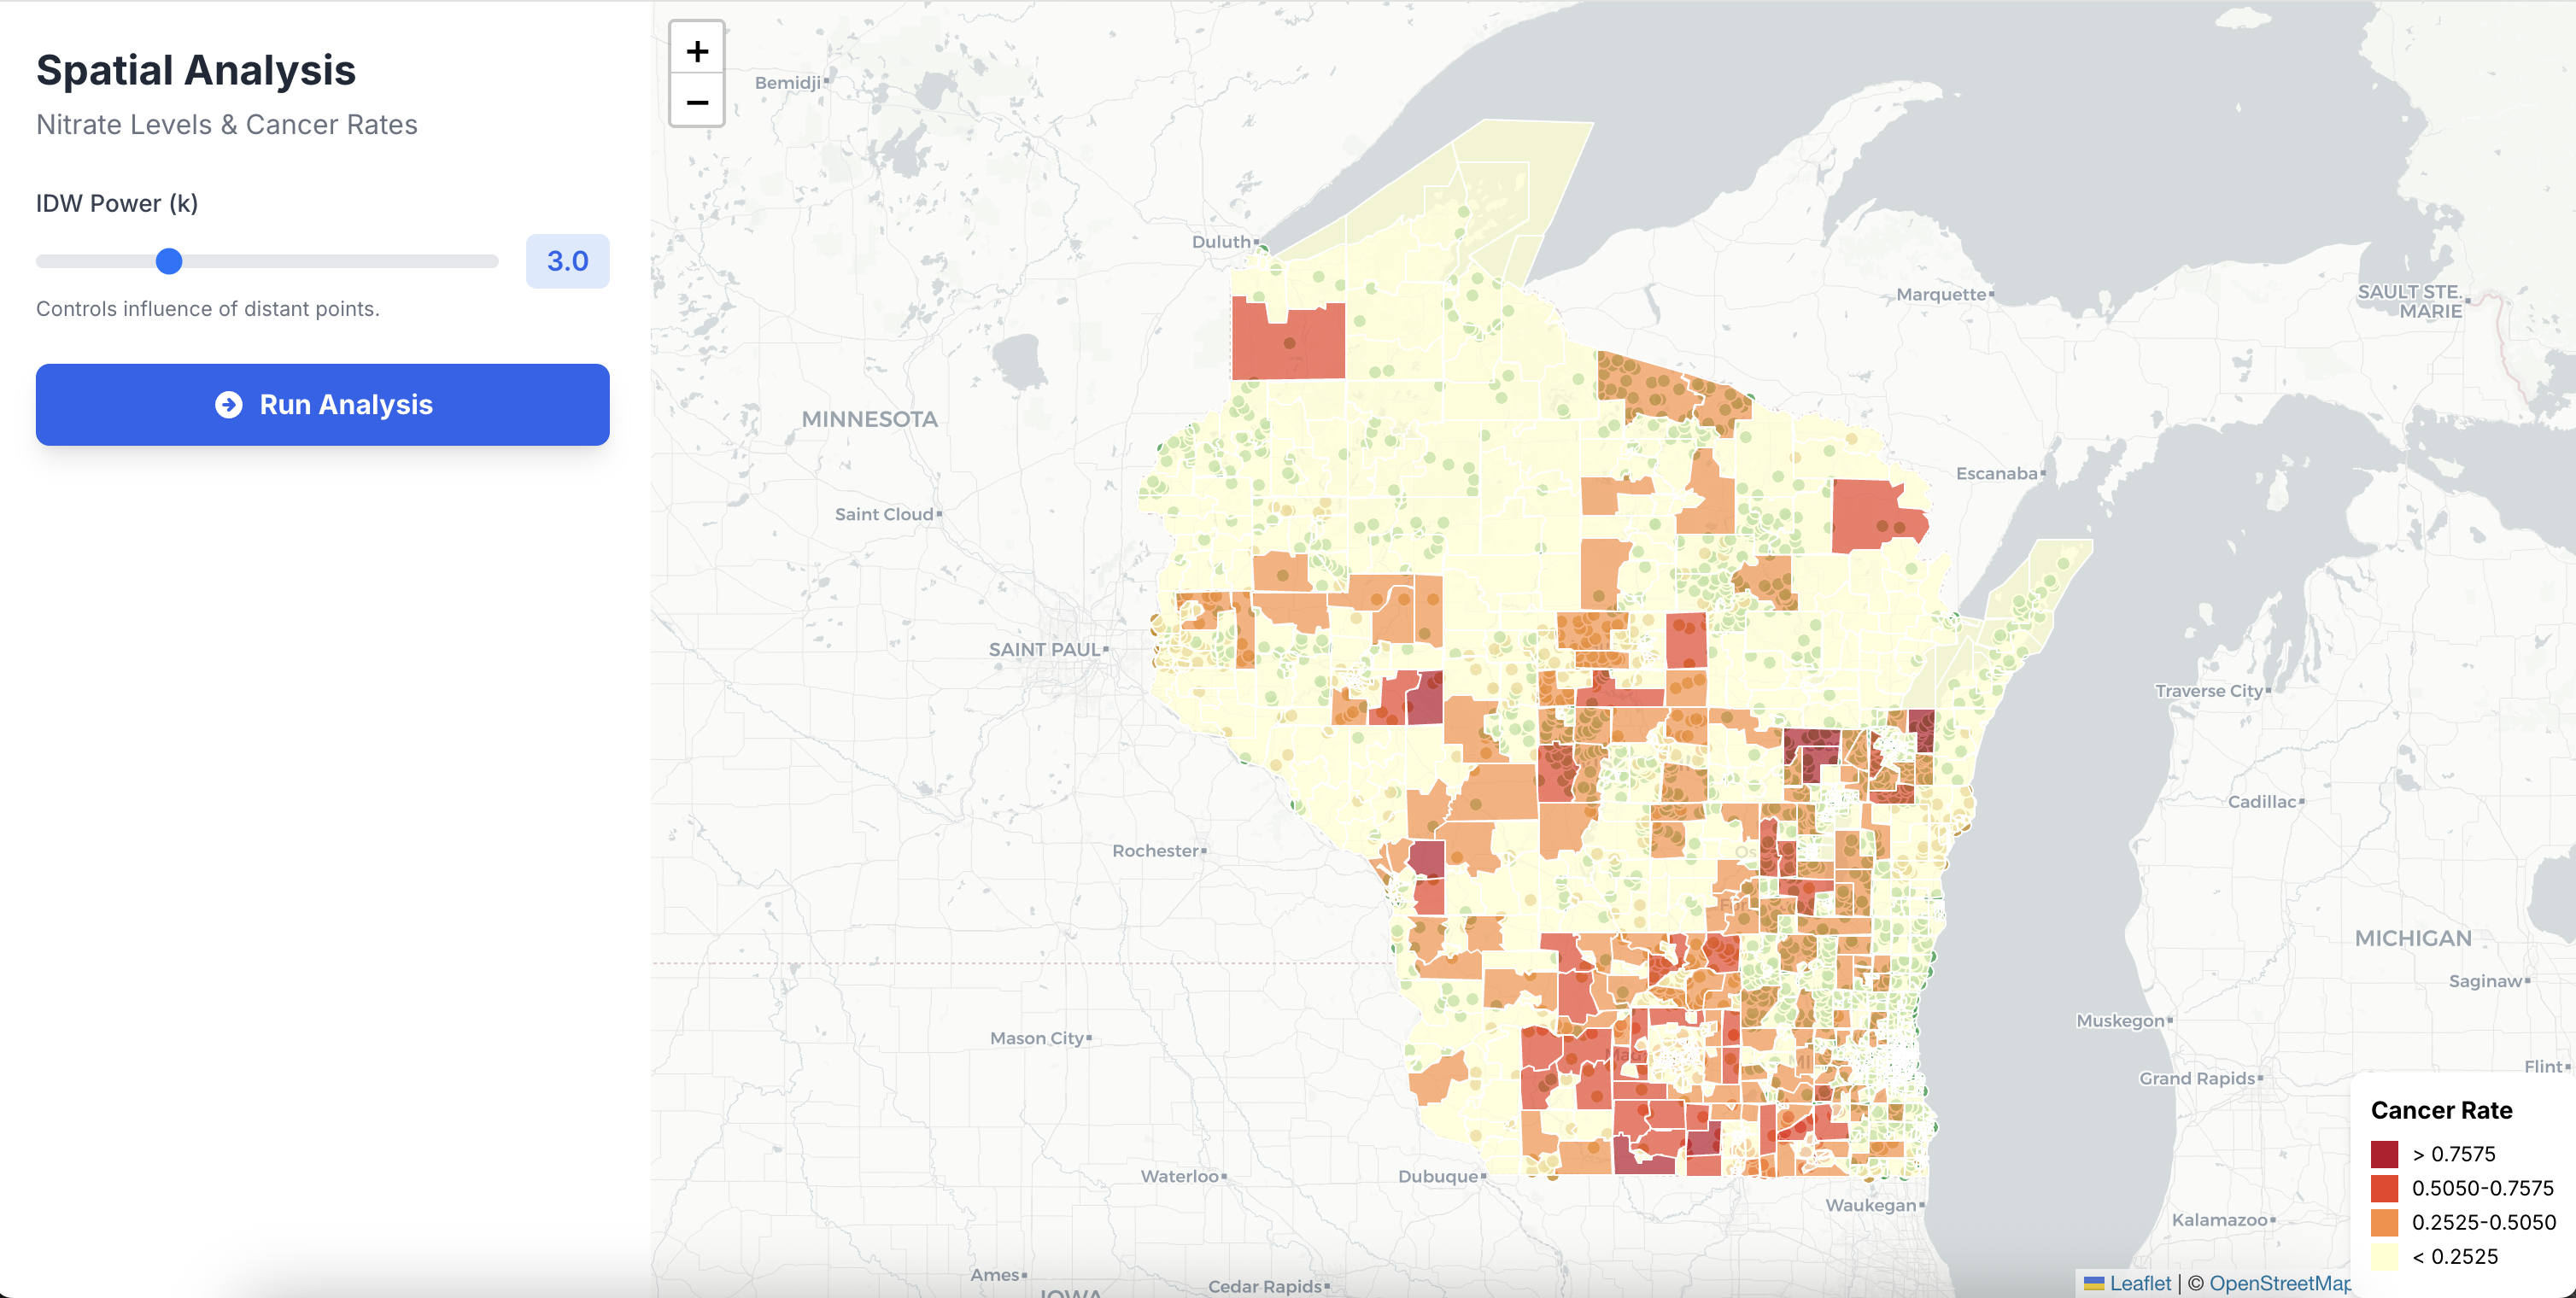 Spatial Analysis
Nitrate Levels & Cancer Rates
IDW Power (k)
3.0
Controls influence of distant points.
Run Analysis
+
−
Bemidji
Duluth
Marquette
SAULT STE.
MARIE
MINNESOTA
Escanaba
Saint Cloud
SAINT PAUL
Traverse City
Cadillac
Rochester
Os
MICHIGAN
Saginaw
Mason City
Muskegon
Flint
Grand Rapids
Waterloo
Dubuque
Waukegan
Kalamazoo
Ames
Cedar Rapids
IOWA
Cancer Rate
> 0.7575
0.5050-0.7575
0.2525-0.5050
< 0.2525
Leaflet | © OpenStreetMap